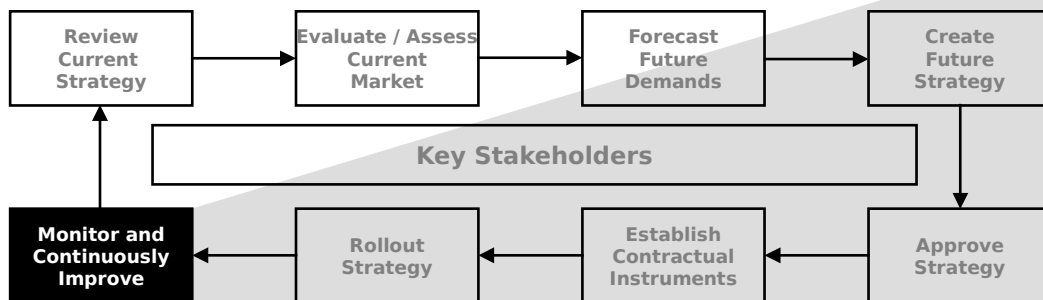 Review
Current
Strategy
Evaluate / Assess
Current
Market
Forecast
Future
Demands
Create
Future
Strategy
Key Stakeholders
Monitor and
Continuously
Improve
Rollout
Strategy
Establish
Contractual
Instruments
Approve
Strategy